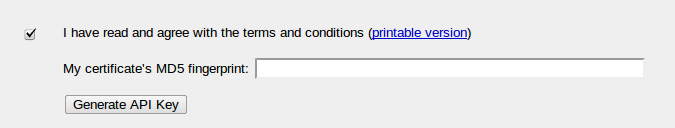 I have read and agree with the terms and conditions (printable version)
My certificate's MD5 fingerprint:
Generate API Key